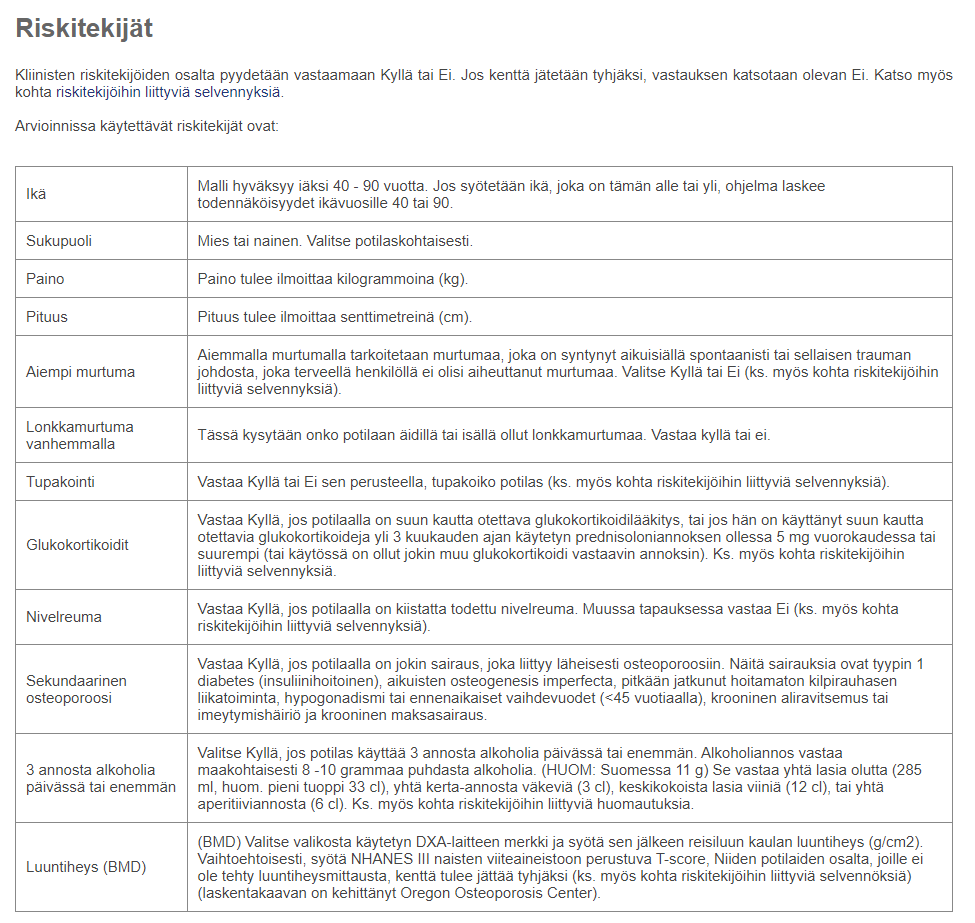 Riskitekijät
Kliinisten riskitekijöiden osalta pyydetään vastaamaan Kyllä tai Ei. Jos kenttä jätetään tyhjäksi, vastauksen katsotaan olevan Ei. Katso myös
kohta riskitekijöihin liittyviä selvennyksiä.
Arvioinnissa käytettävät riskitekijät ovat:
Ikä
Malli hyväksyy iäksi 40 - 90 vuotta. Jos syötetään ikä, joka on tämän alle tai yli, ohjelma laskee
todennäköisyydet ikävuosille 40 tai 90.
Sukupuoli
Mies tai nainen. Valitse potilaskohtaisesti.
Paino
Paino tulee ilmoittaa kilogrammoina (kg).
Pituus
Pituus tulee ilmoittaa senttimetreinä (cm).
Aiempi murtuma
Aiemmalla murtumalla tarkoitetaan murtumaa, joka on syntynyt aikuisiällä spontaanisti tai sellaisen trauman
johdosta, joka terveellä henkilöllä ei olisi aiheuttanut murtumaa. Valitse Kyllä tai Ei (ks. myös kohta riskitekijöihin
liittyviä selvennyksiä).
Lonkkamurtuma
vanhemmalla
Tässä kysytään onko potilaan äidillä tai isällä ollut lonkkamurtumaa. Vastaa kyllä tai ei.
Tupakointi
Vastaa Kyllä tai Ei sen perusteella, tupakoiko potilas (ks. myös kohta riskitekijöihin liittyviä selvennyksiä).
Glukokortikoidit
Vastaa Kyllä, jos potilaalla on suun kautta otettava glukokortikoidilääkitys, tai jos hän on käyttänyt suun kautta
otettavia glukokortikoideja yli 3 kuukauden ajan käytetyn prednisoloniannoksen ollessa 5 mg vuorokaudessa tai
suurempi (tai käytössä on ollut jokin muu glukokortikoidi vastaavin annoksin). Ks. myös kohta riskitekijöihin
liittyviä selvennyksiä.
Nivelreuma
Vastaa Kyllä, jos potilaalla on kiistatta todettu nivelreuma. Muussa tapauksessa vastaa Ei (ks. myös kohta
riskitekijöihin liittyviä selvennyksiä).
Sekundaarinen
osteoporoosi
Vastaa Kyllä, jos potilaalla on jokin sairaus, joka liittyy läheisesti osteoporoosiin. Näitä sairauksia ovat tyypin 1
diabetes (insuliinihoitoinen), aikuisten osteogenesis imperfecta, pitkään jatkunut hoitamaton kilpirauhasen
liikatoiminta, hypogonadismi tai ennenaikaiset vaihdevuodet (<45 vuotiaalla), krooninen aliravitsemus tai
imeytymishäiriö ja krooninen maksasairaus.
3 annosta alkoholia
päivässä tai enemmän
Valitse Kyllä, jos potilas käyttää 3 annosta alkoholia päivässä tai enemmän. Alkoholiannos vastaa
maakohtaisesti 8 -10 grammaa puhdasta alkoholia. (HUOM: Suomessa 11 g) Se vastaa yhtä lasia olutta (285
ml, huom. pieni tuoppi 33 cl), yhtä kerta-annosta väkeviä (3 cl), keskikokoista lasia viiniä (12 cl), tai yhtä
aperitiiviannosta (6 cl). Ks. myös kohta riskitekijöihin liittyviä huomautuksia.
Luuntiheys (BMD)
(BMD) Valitse valikosta käytetyn DXA-laitteen merkki ja syötä sen jälkeen reisiluun kaulan luuntiheys (g/cm2).
Vaihtoehtoisesti, syötä NHANES III naisten viiteaineistoon perustuva T-score, Niiden potilaiden osalta, joille ei
ole tehty luuntiheysmittausta, kenttä tulee jättää tyhjäksi (ks. myös kohta riskitekijöihin liittyviä selvennöksiä)
(laskentakaavan on kehittänyt Oregon Osteoporosis Center).